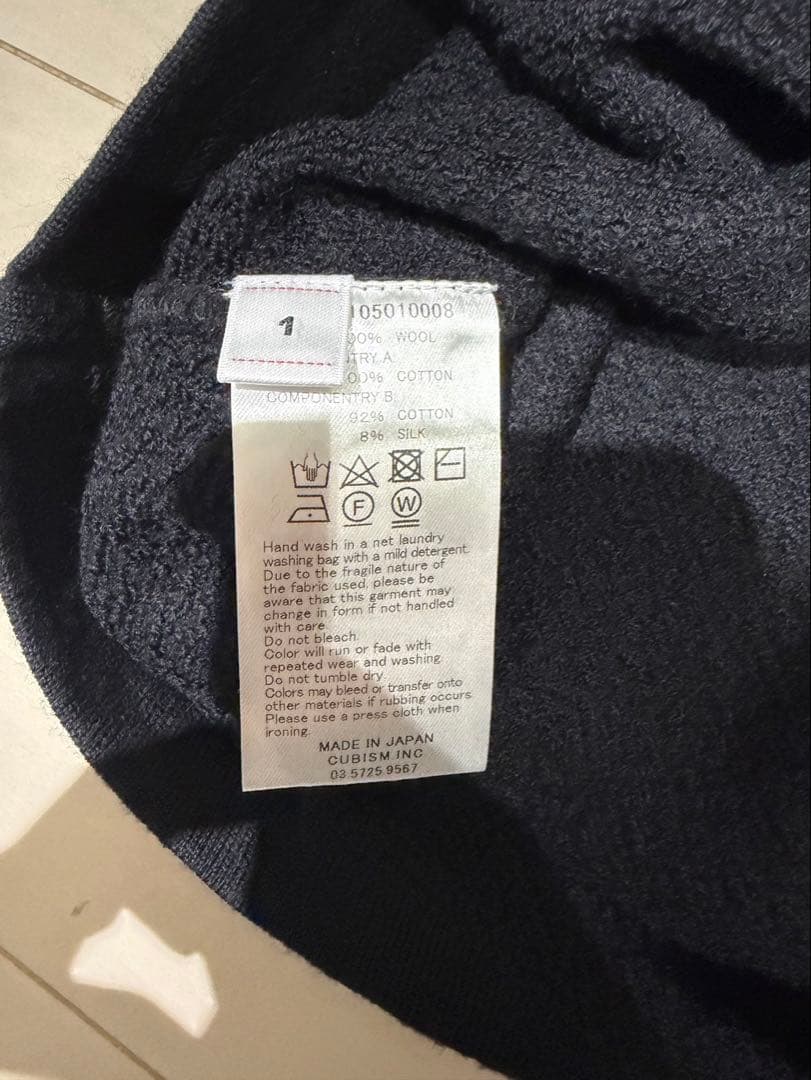 1
105010008
00% WOOL
TRY A
00% COTTON
COMPONENTRY B
92% COTTON
8% SILK
F W
Hand wash in a net laundry
washing bag with a mild detergent.
Due to the fragile nature of
the fabric used, please be
aware that this garment may
change in form if not handled
with care.
Do not bleach.
Color will run or fade with
repeated wear and washing.
Do not tumble dry.
Colors may bleed or transfer onto
other materials if rubbing occurs.
Please use a press cloth when
ironing.
MADE IN JAPAN
CUBISM INC
03 5725 9567